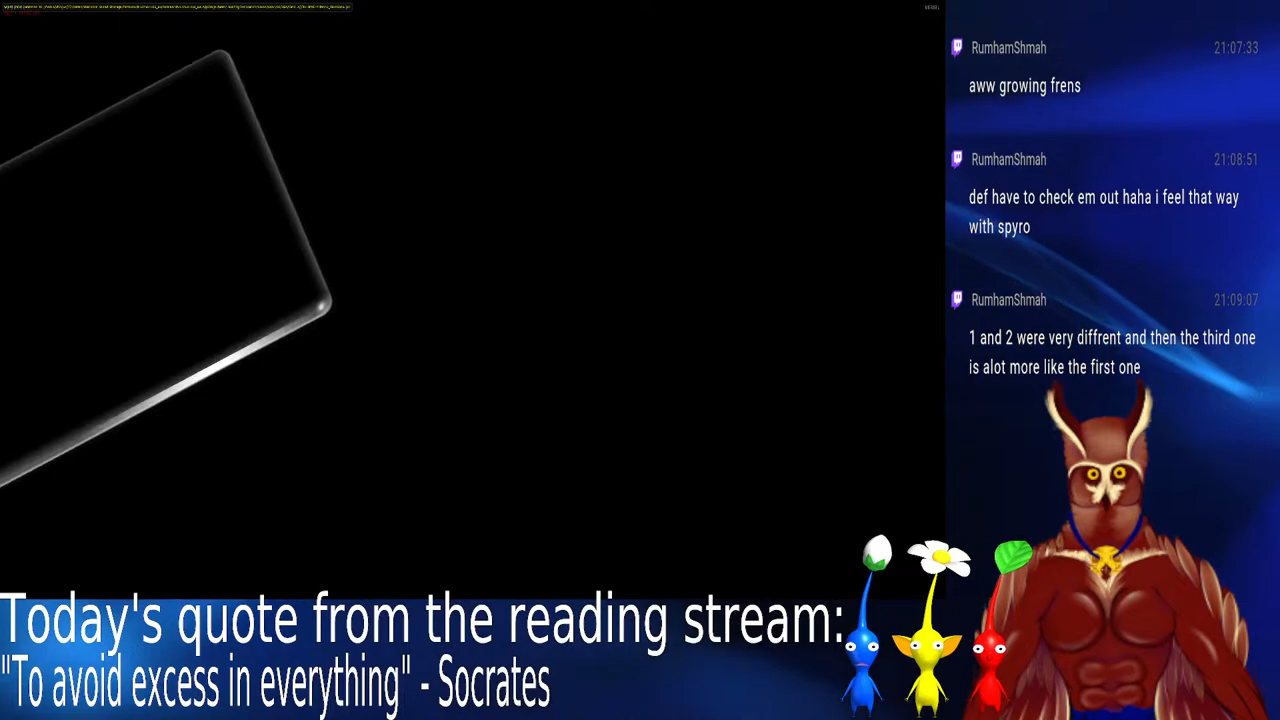 RumhamShmah 21:07:33
aww growing frens
RumhamShmah 21:08:51
def have to check em out haha i feel that way
with spyro
RumhamShmah 21:09:07
1 and 2 were very diffrent and then the third one
is alot more like the first one
Today's quote from the reading stream:
"To avoid excess in everything" - Socrates